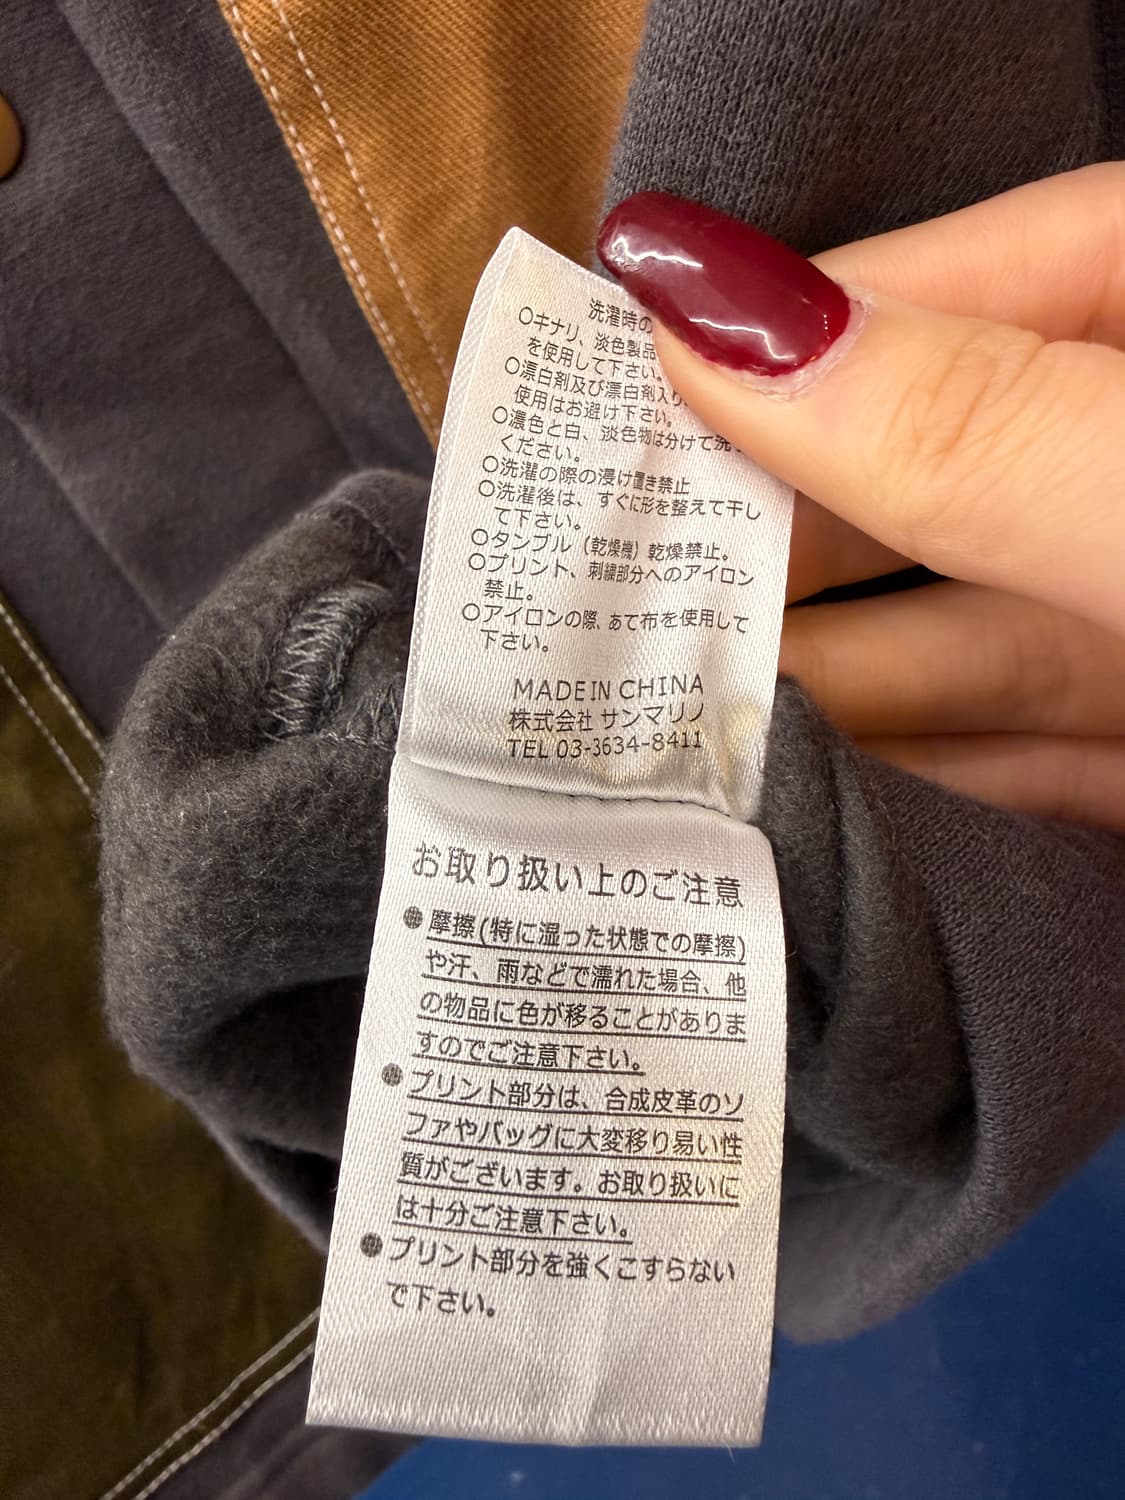 洗濯時の
○キナリ、淡色製品
を使用して下さい。
○漂白剤及び漂白剤入り
使用はお避け下さい。
○濃色と白、淡色物は分けて洗
ください。
○洗濯の際の浸け置き禁止
○洗濯後は、すぐに形を整えて干し
て下さい。
○タンブル（乾燥機）乾燥禁止。
○プリント、刺繍部分へのアイロン
禁止。
○アイロンの際、あて布を使用して
下さい。
MADE IN CHINA
株式会社 サンマリノ
TEL 03-3634-8411
お取り扱い上のご注意
●摩擦(特に湿った状態での摩擦)
や汗、雨などで濡れた場合、他
の物品に色が移ることがありま
すのでご注意下さい。
●プリント部分は、合成皮革のソ
ファやバッグに大変移り易い性
質がございます。お取り扱いに
は十分ご注意下さい。
●プリント部分を強くこすらない
で下さい。